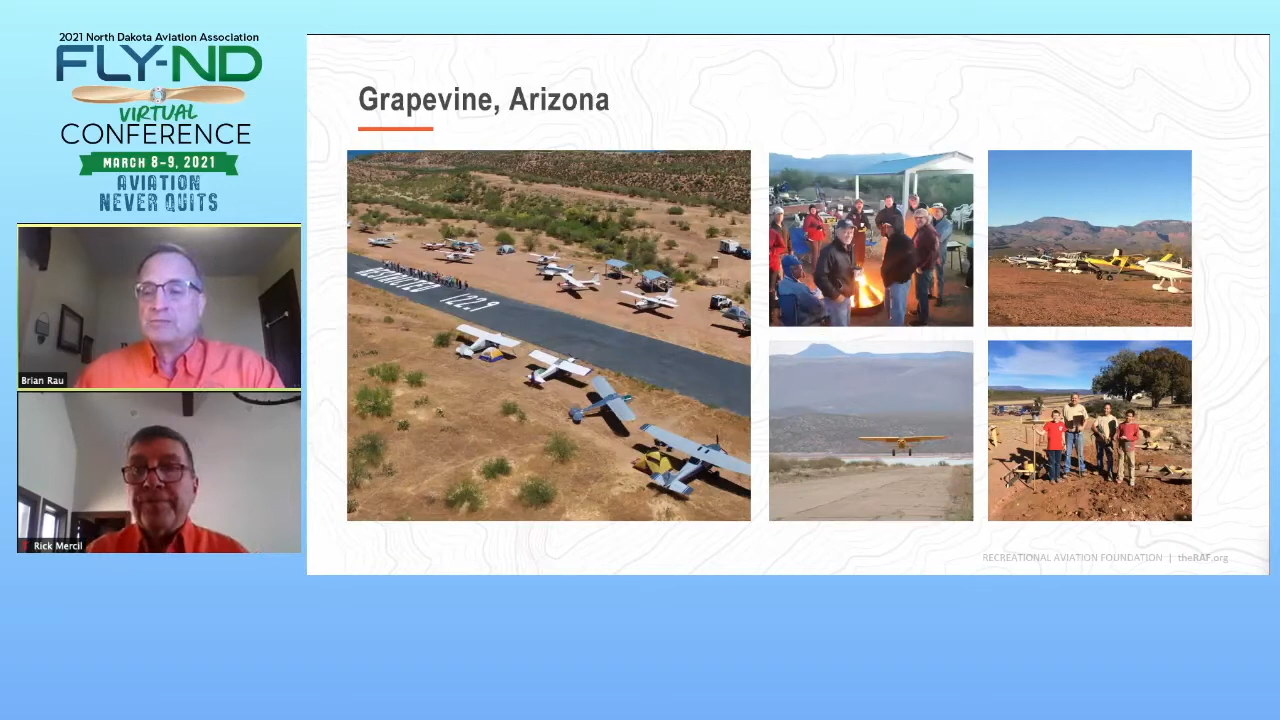 2021 North Dakota Aviation Association
FLY-ND
VIRTUAL
CONFERENCE
MARCH 8-9, 2021
AVIATION
NEVER QUITS
Brian Rau
Rick Mercil
Grapevine, Arizona
RESTRICTED 122.9
RECREATIONAL AVIATION FOUNDATION | theRAF.org